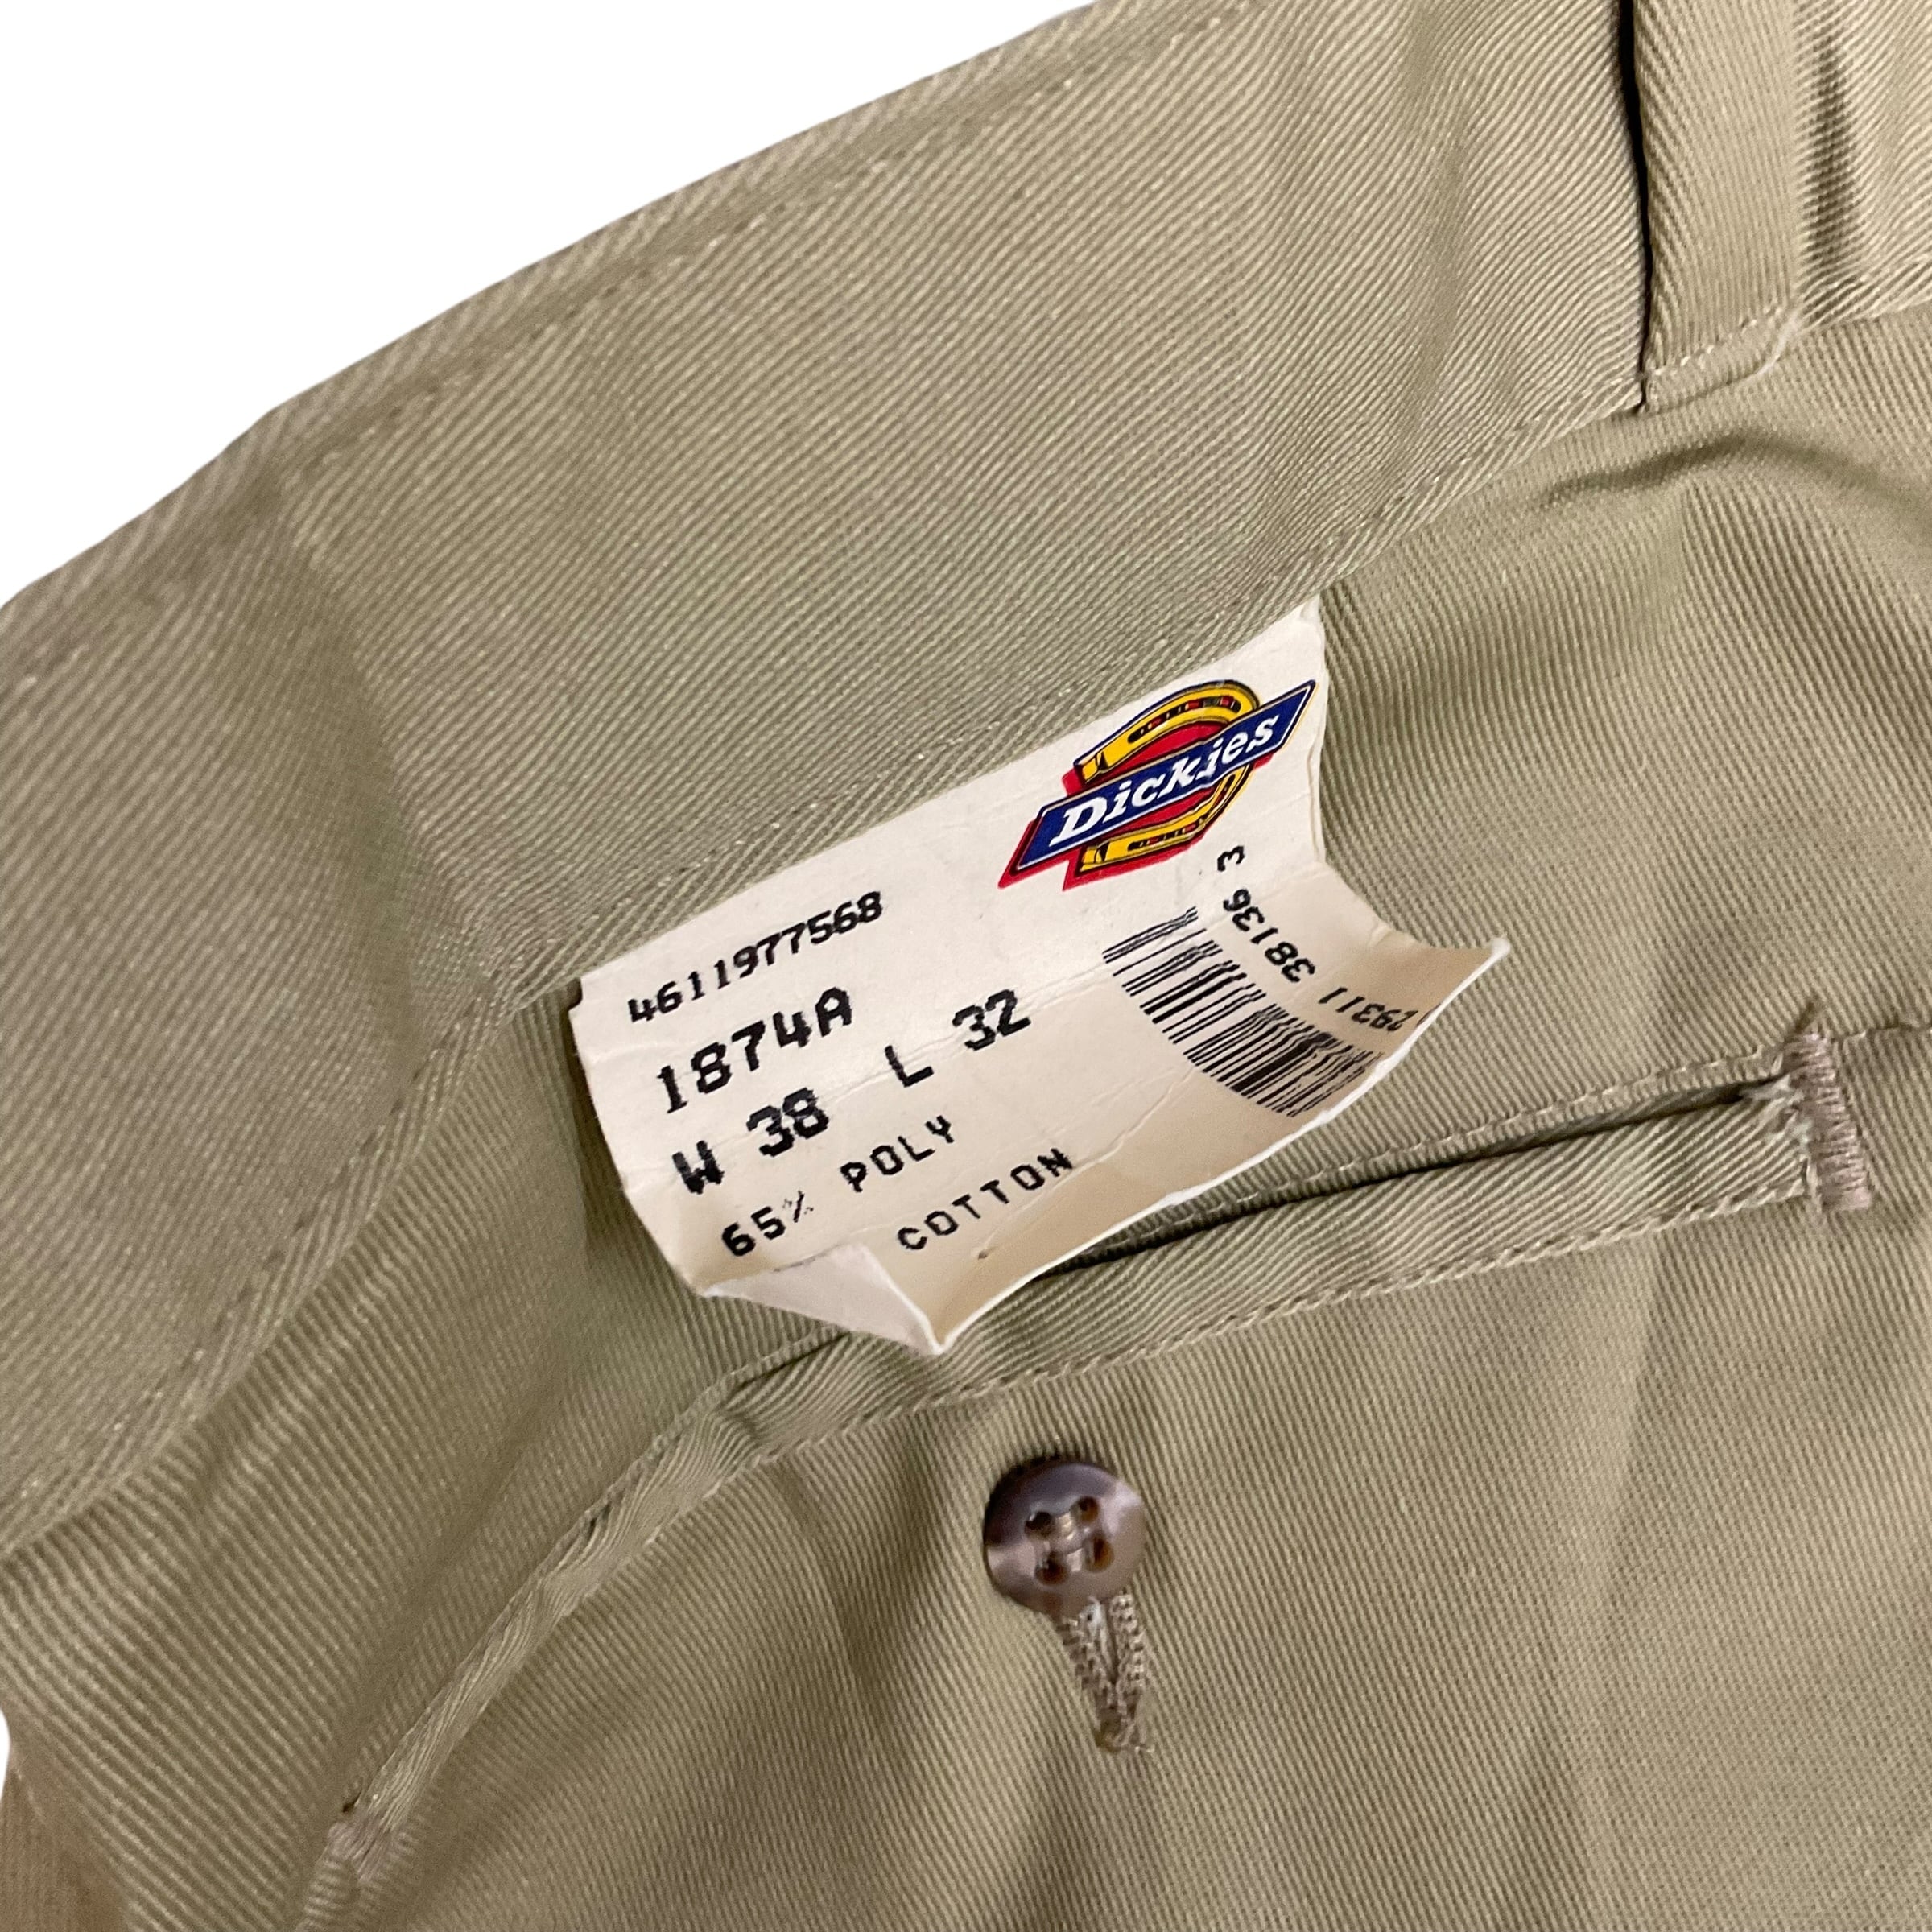 Dickies
4611977568
1874A
W 38 L 32
65% POLY
COTTON
29311 38136 3